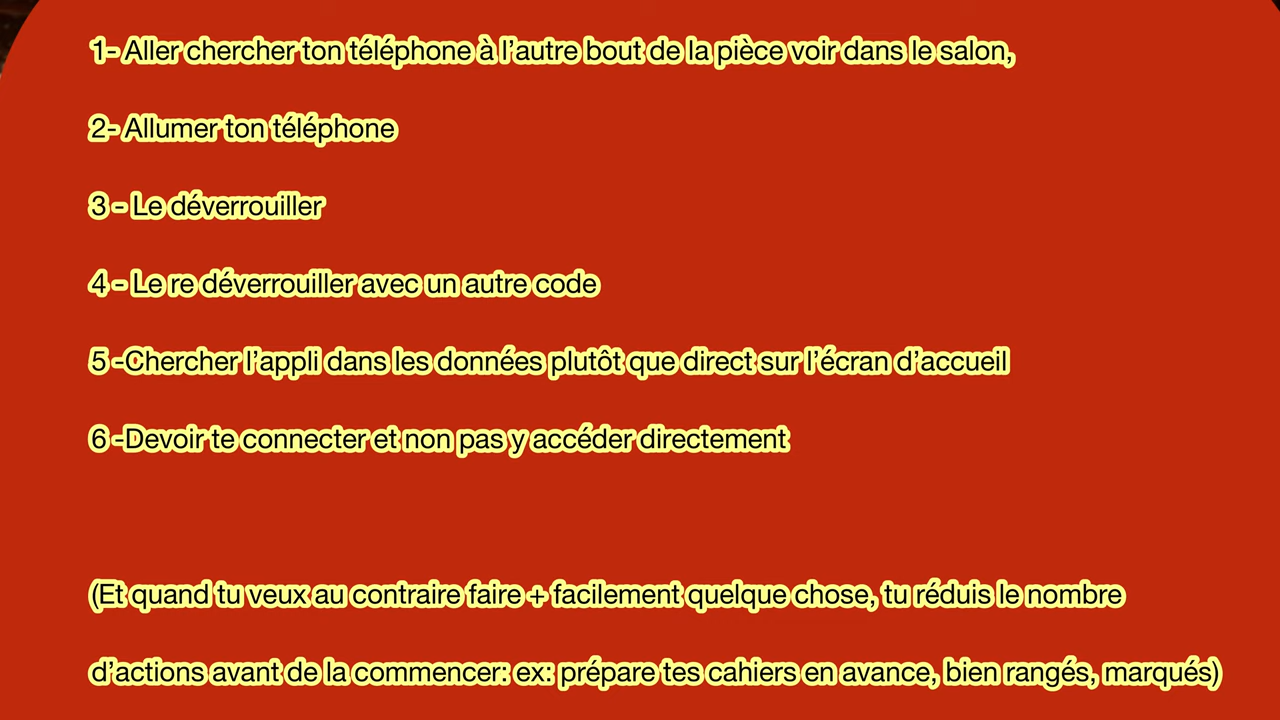 1- Aller chercher ton téléphone à l’autre bout de la pièce voir dans le salon,
2- Allumer ton téléphone
3 - Le déverrouiller
4 - Le re déverrouiller avec un autre code
5 -Chercher l’appli dans les données plutôt que direct sur l’écran d’accueil
6 -Devoir te connecter et non pas y accéder directement
(Et quand tu veux au contraire faire + facilement quelque chose, tu réduis le nombre
d’actions avant de la commencer: ex: prépare tes cahiers en avance, bien rangés, marqués)